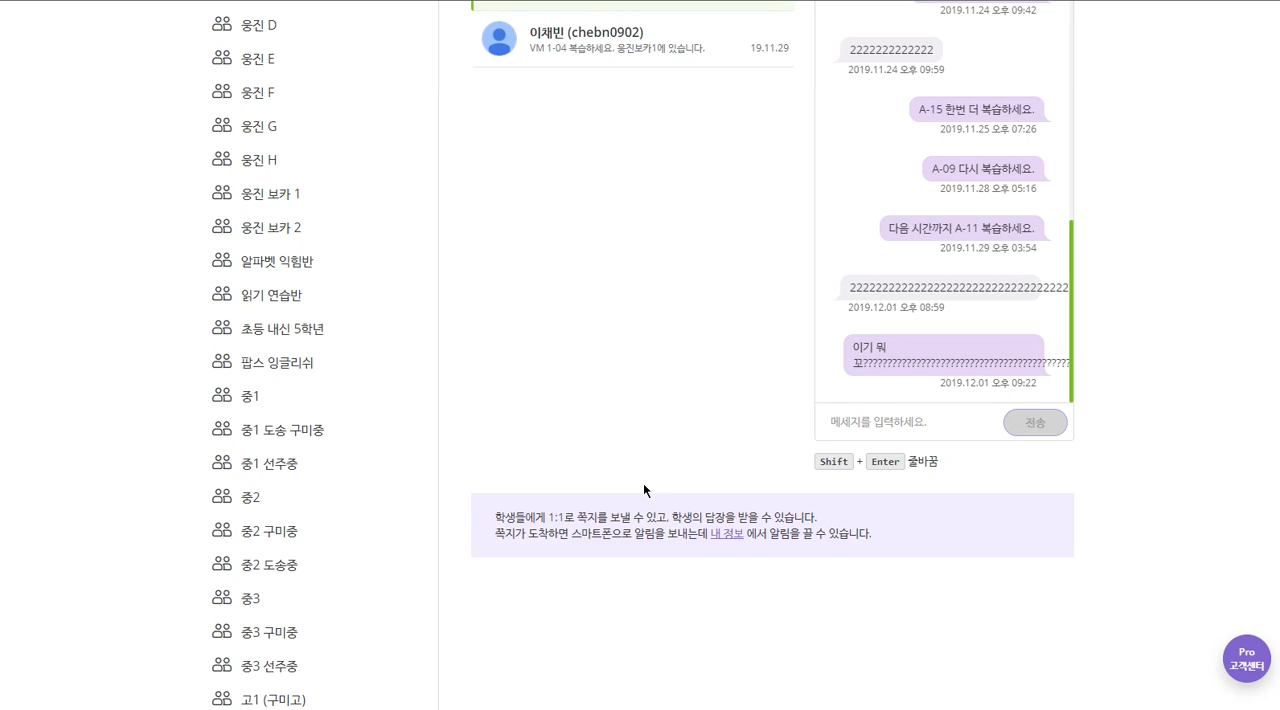 웅진 D
웅진 E
웅진 F
웅진 G
웅진 H
웅진 보카 1
웅진 보카 2
알파벳 익힘반
읽기 연습반
초등 내신 5학년
팝스 잉글리쉬
중1
중1 도송 구미중
중1 선주중
중2
중2 구미중
중2 도송중
중3
중3 구미중
중3 선주중
고1 (구미고)
이채빈 (chebn0902)
VM 1-04 복습하세요. 웅진보카1에 있습니다.
19.11.29
2019.11.24 오후 09:42
2222222222222
2019.11.24 오후 09:59
A-15 한번 더 복습하세요.
2019.11.25 오후 07:26
A-09 다시 복습하세요.
2019.11.28 오후 05:16
다음 시간까지 A-11 복습하세요.
2019.11.29 오후 03:54
2222222222222222222222222222222222
2019.12.01 오후 08:59
이기 뭐
꼬???????????????????????????????????????
2019.12.01 오후 09:22
메세지를 입력하세요.
전송
Shift + Enter 줄바꿈
학생들에게 1:1로 쪽지를 보낼 수 있고, 학생의 답장을 받을 수 있습니다.
쪽지가 도착하면 스마트폰으로 알림을 보내는데 내 정보 에서 알림을 끌 수 있습니다.
Pro
고객센터